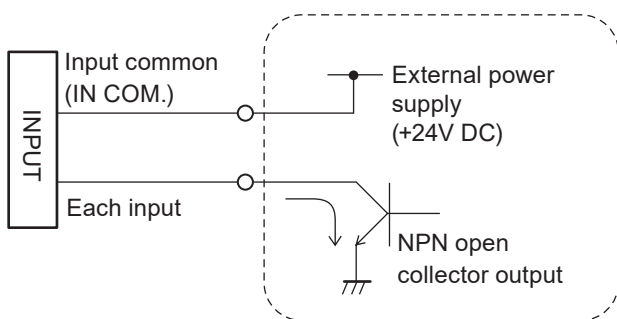 INPUT
Input common
(IN COM.)
External power
supply
(+24V DC)
Each input
NPN open
collector output